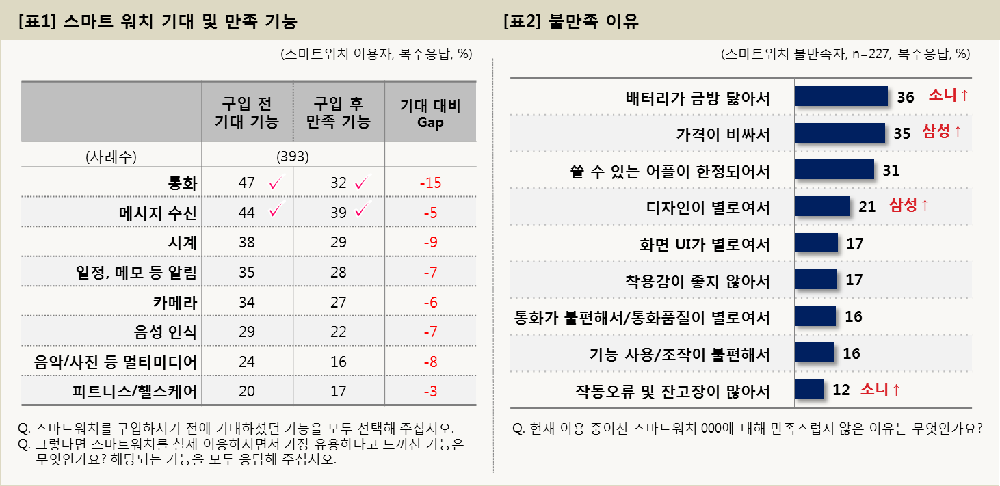 [표1] 스마트 워치 기대 및 만족 기능
(스마트워치 이용자, 복수응답, %)
구입 전 기대 기능 구입 후 만족 기능 기대 대비 Gap
(사례수) (393)
통화 47 ✓ 32 ✓ -15
메시지 수신 44 ✓ 39 ✓ -5
시계 38 29 -9
일정, 메모 등 알림 35 28 -7
카메라 34 27 -6
음성 인식 29 22 -7
음악/사진 등 멀티미디어 24 16 -8
피트니스/헬스케어 20 17 -3
Q. 스마트워치를 구입하시기 전에 기대하셨던 기능을 모두 선택해 주십시오.
Q. 그렇다면 스마트워치를 실제 이용하시면서 가장 유용하다고 느끼신 기능은
무엇인가요? 해당되는 기능을 모두 응답해 주십시오.
[표2] 불만족 이유
(스마트워치 불만족자, n=227, 복수응답, %)
배터리가 금방 닳아서 36 소니↑
가격이 비싸서 35 삼성↑
쓸 수 있는 어플이 한정되어서 31
디자인이 별로여서 21 삼성↑
화면 UI가 별로여서 17
착용감이 좋지 않아서 17
통화가 불편해서/통화품질이 별로여서 16
기능 사용/조작이 불편해서 16
작동오류 및 잔고장이 많아서 12 소니↑
Q. 현재 이용 중이신 스마트워치 000에 대해 만족스럽지 않은 이유는 무엇인가요?